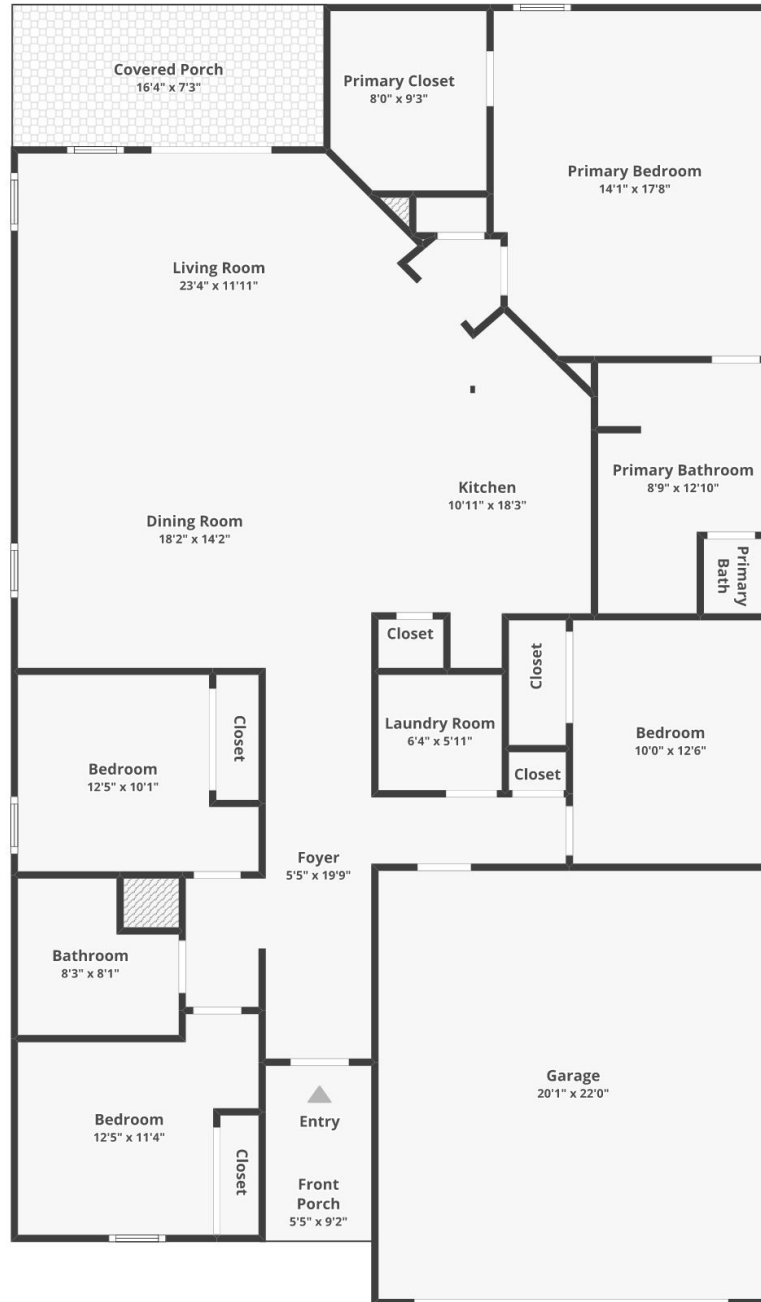 Covered Porch
16'4" x 7'3"
Primary Closet
8'0" x 9'3"
Primary Bedroom
14'1" x 17'8"
Living Room
23'4" x 11'11"
Primary Bathroom
8'9" x 12'10"
Kitchen
10'11" x 18'3"
Dining Room
18'2" x 14'2"
Primary
Bath
Closet
Closet
Laundry Room
6'4" x 5'11"
Bedroom
10'0" x 12'6"
Closet
Closet
Bedroom
12'5" x 10'1"
Foyer
5'5" x 19'9"
Bathroom
8'3" x 8'1"
Garage
20'1" x 22'0"
Bedroom
12'5" x 11'4"
Closet
Entry
Front
Porch
5'5" x 9'2"